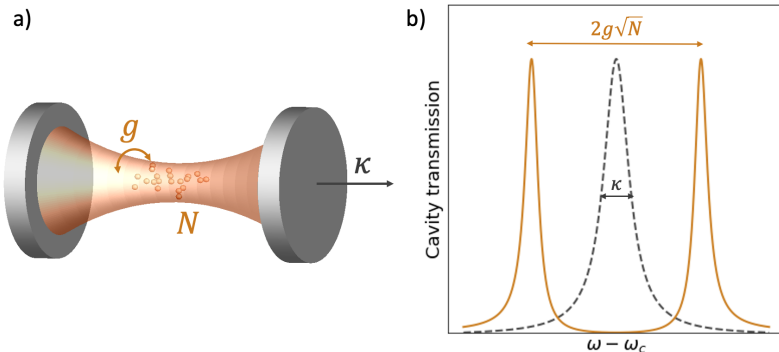 a)
g
N
κ
b)
2g√N
κ
Cavity transmission
ω − ω_c